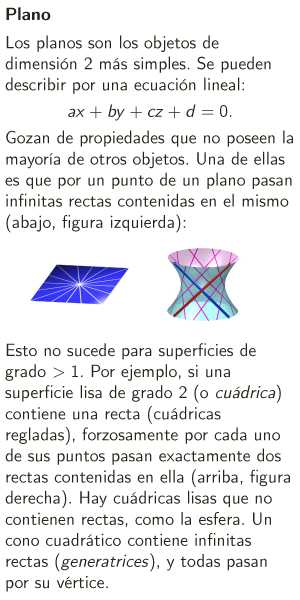 Plano
Los planos son los objetos de
dimensión 2 más simples. Se pueden
describir por una ecuación lineal:
ax + by + cz + d = 0.
Gozan de propiedades que no poseen la
mayoría de otros objetos. Una de ellas
es que por un punto de un plano pasan
infinitas rectas contenidas en el mismo
(abajo, figura izquierda):
Esto no sucede para superficies de
grado > 1. Por ejemplo, si una
superficie lisa de grado 2 (o cuádrica)
contiene una recta (cuádricas
regladas), forzosamente por cada uno
de sus puntos pasan exactamente dos
rectas contenidas en ella (arriba, figura
derecha). Hay cuádricas lisas que no
contienen rectas, como la esfera. Un
cono cuadrático contiene infinitas
rectas (generatrices), y todas pasan
por su vértice.